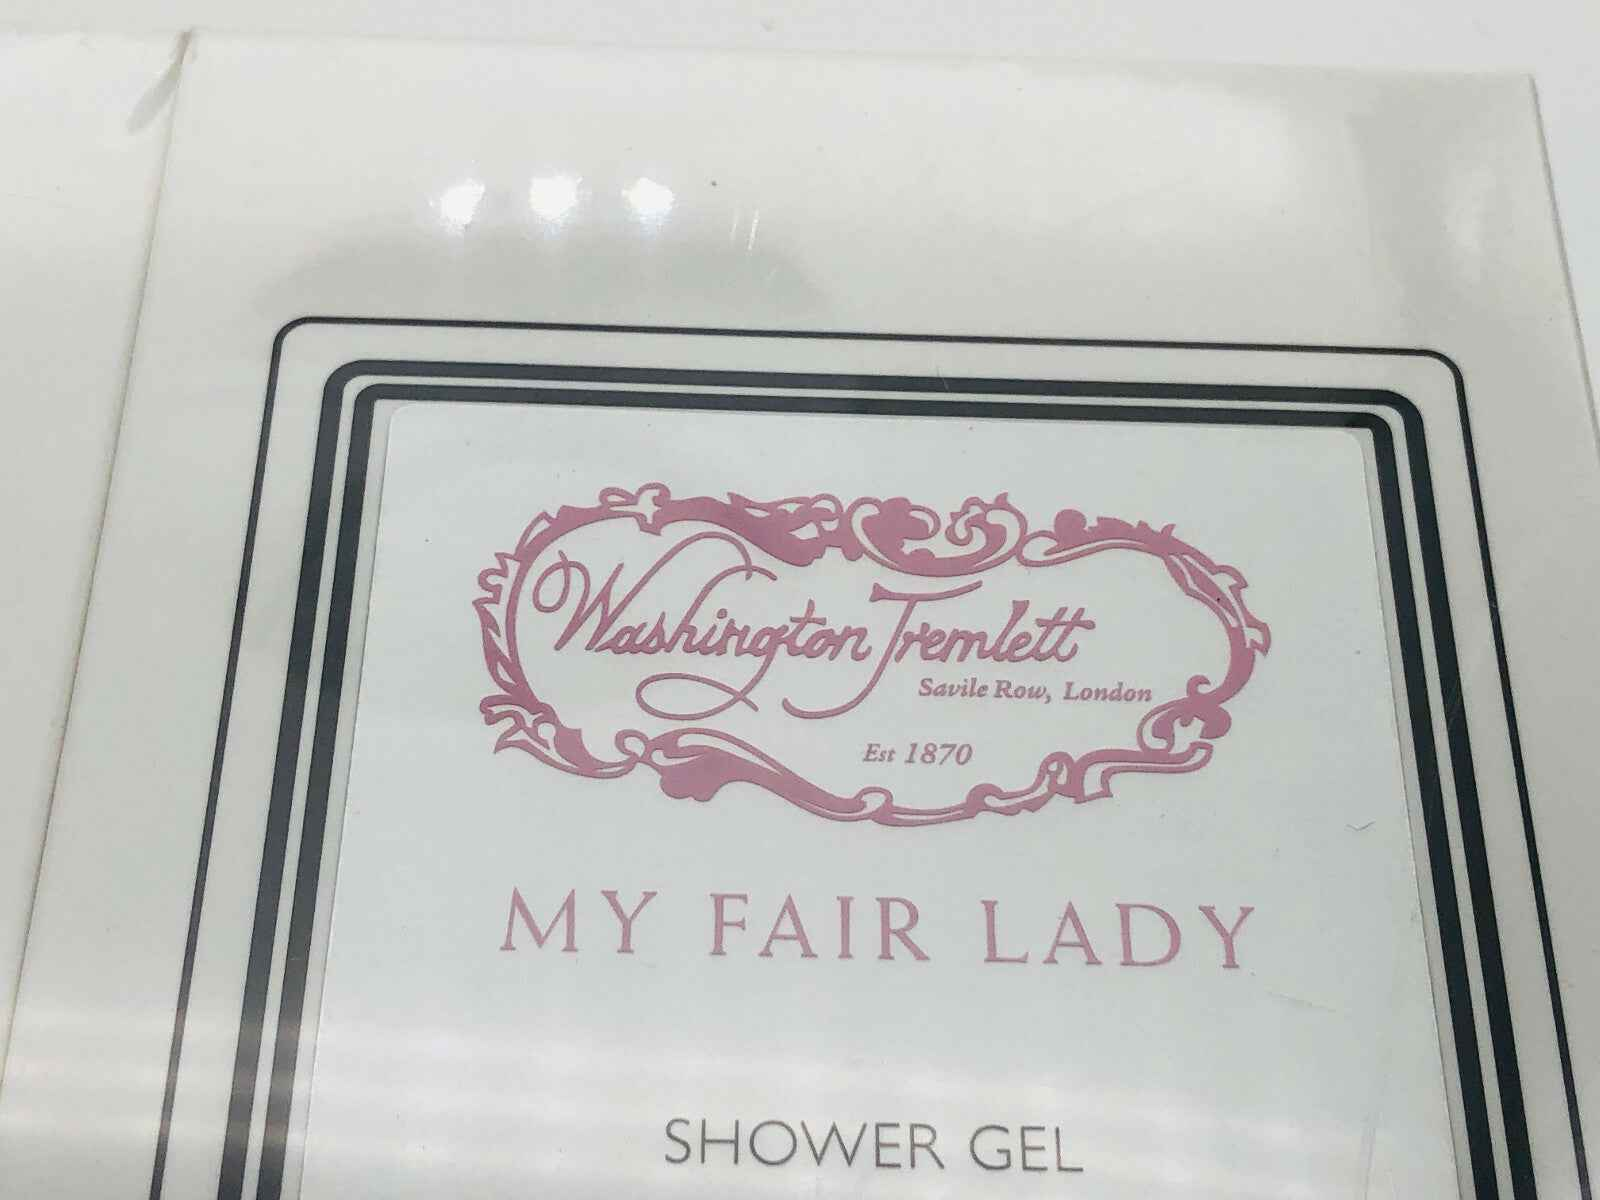 Washington Tremlett
Savile Row, London
Est 1870
MY FAIR LADY
SHOWER GEL